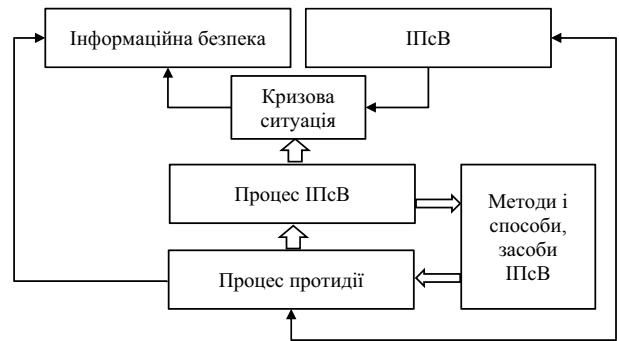 Інформаційна безпека
ІПсВ
Кризова
ситуація
Процес ІПсВ
Методи і
способи,
засоби
ІПсВ
Процес протидії